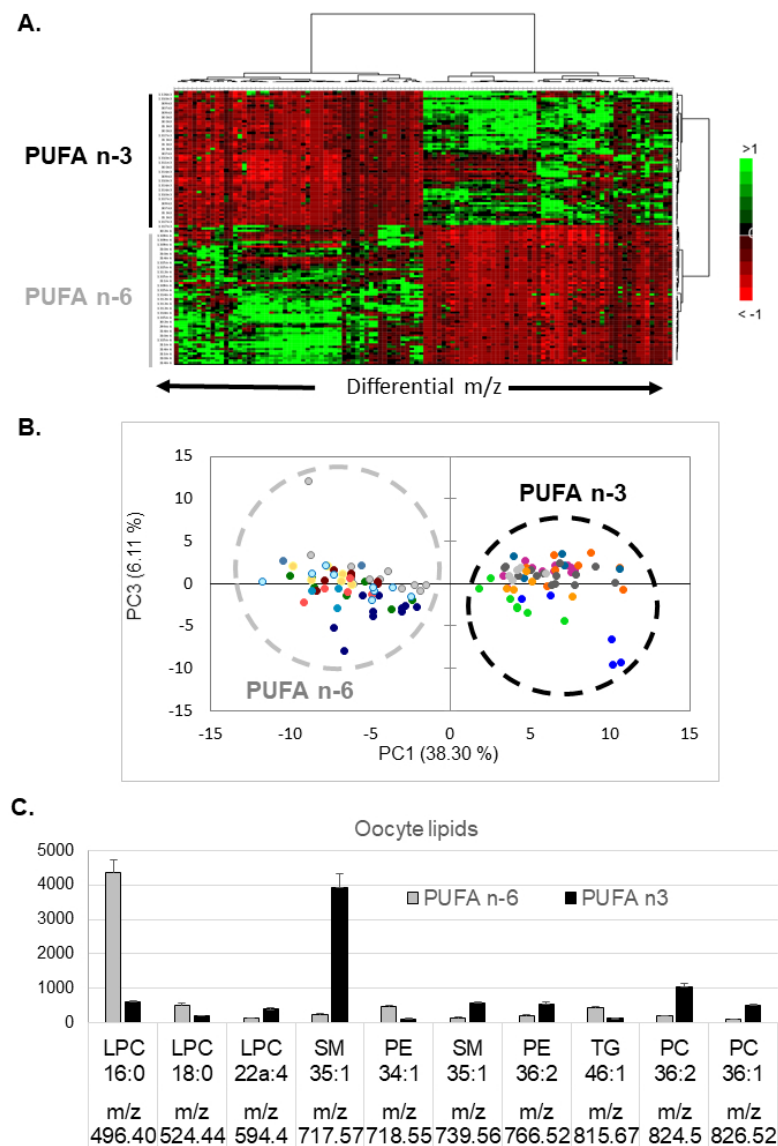 A.
PUFA n-3
PUFA n-6
>1
0
< -1
Differential m/z
B.
PUFA n-3
PUFA n-6
15
10
5
0
-5
-10
-15
-15 -10 -5 0 5 10 15
PC3 (6.11 %)
PC1 (38.30 %)
C.
Oocyte lipids
PUFA n-6 PUFA n3
5000
4000
3000
2000
1000
0
LPC LPC LPC SM PE SM PE TG PC PC
16:0 18:0 22a:4 35:1 34:1 35:1 36:2 46:1 36:2 36:1
m/z m/z m/z m/z m/z m/z m/z m/z m/z m/z
496.40 524.44 594.4 717.57 718.55 739.56 766.52 815.67 824.5 826.52